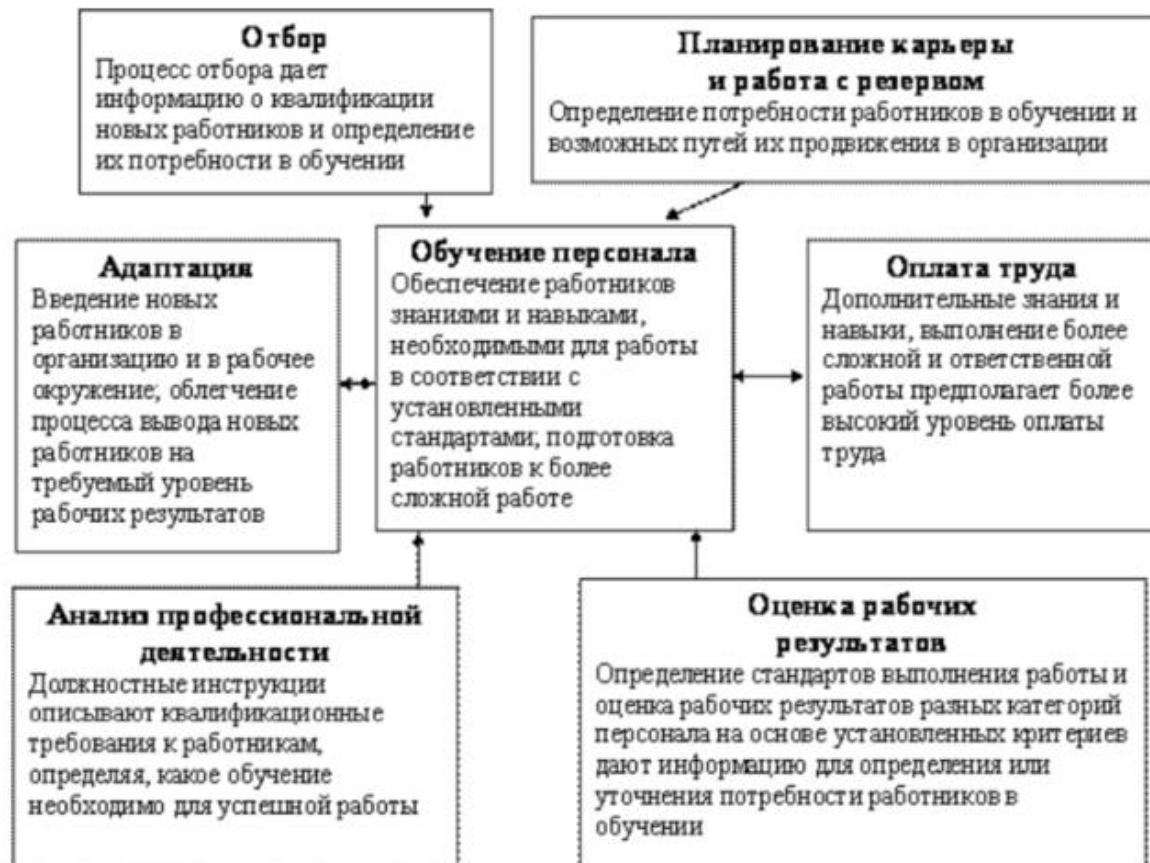 Отбор
Процесс отбора дает
информацию о квалификации
новых работников и определение
их потребности в обучении
Планирование карьеры
и работа с резервом
Определение потребности работников в обучении и
возможных путей их продвижения в организации
Адаптация
Введение новых
работников в
организацию и в рабочее
окружение; облегчение
процесса вывода новых
работников на
требуемый уровень
рабочих результатов
Обучение персонала
Обеспечение работников
знаниями и навыками,
необходимыми для работы
в соответствии с
установленными
стандартами; подготовка
работников к более
сложной работе
Оплата труда
Дополнительные знания и
навыки, выполнение более
сложной и ответственной
работы предполагает более
высокий уровень оплаты
труда
Анализ профессиональной
деятельности
Должностные инструкции
описывают квалификационные
требования к работникам,
определяя, какое обучение
необходимо для успешной работы
Оценка рабочих
результатов
Определение стандартов выполнения работы и
оценка рабочих результатов разных категорий
персонала на основе установленных критериев
дают информацию для определения или
уточнения потребности работников в
обучении